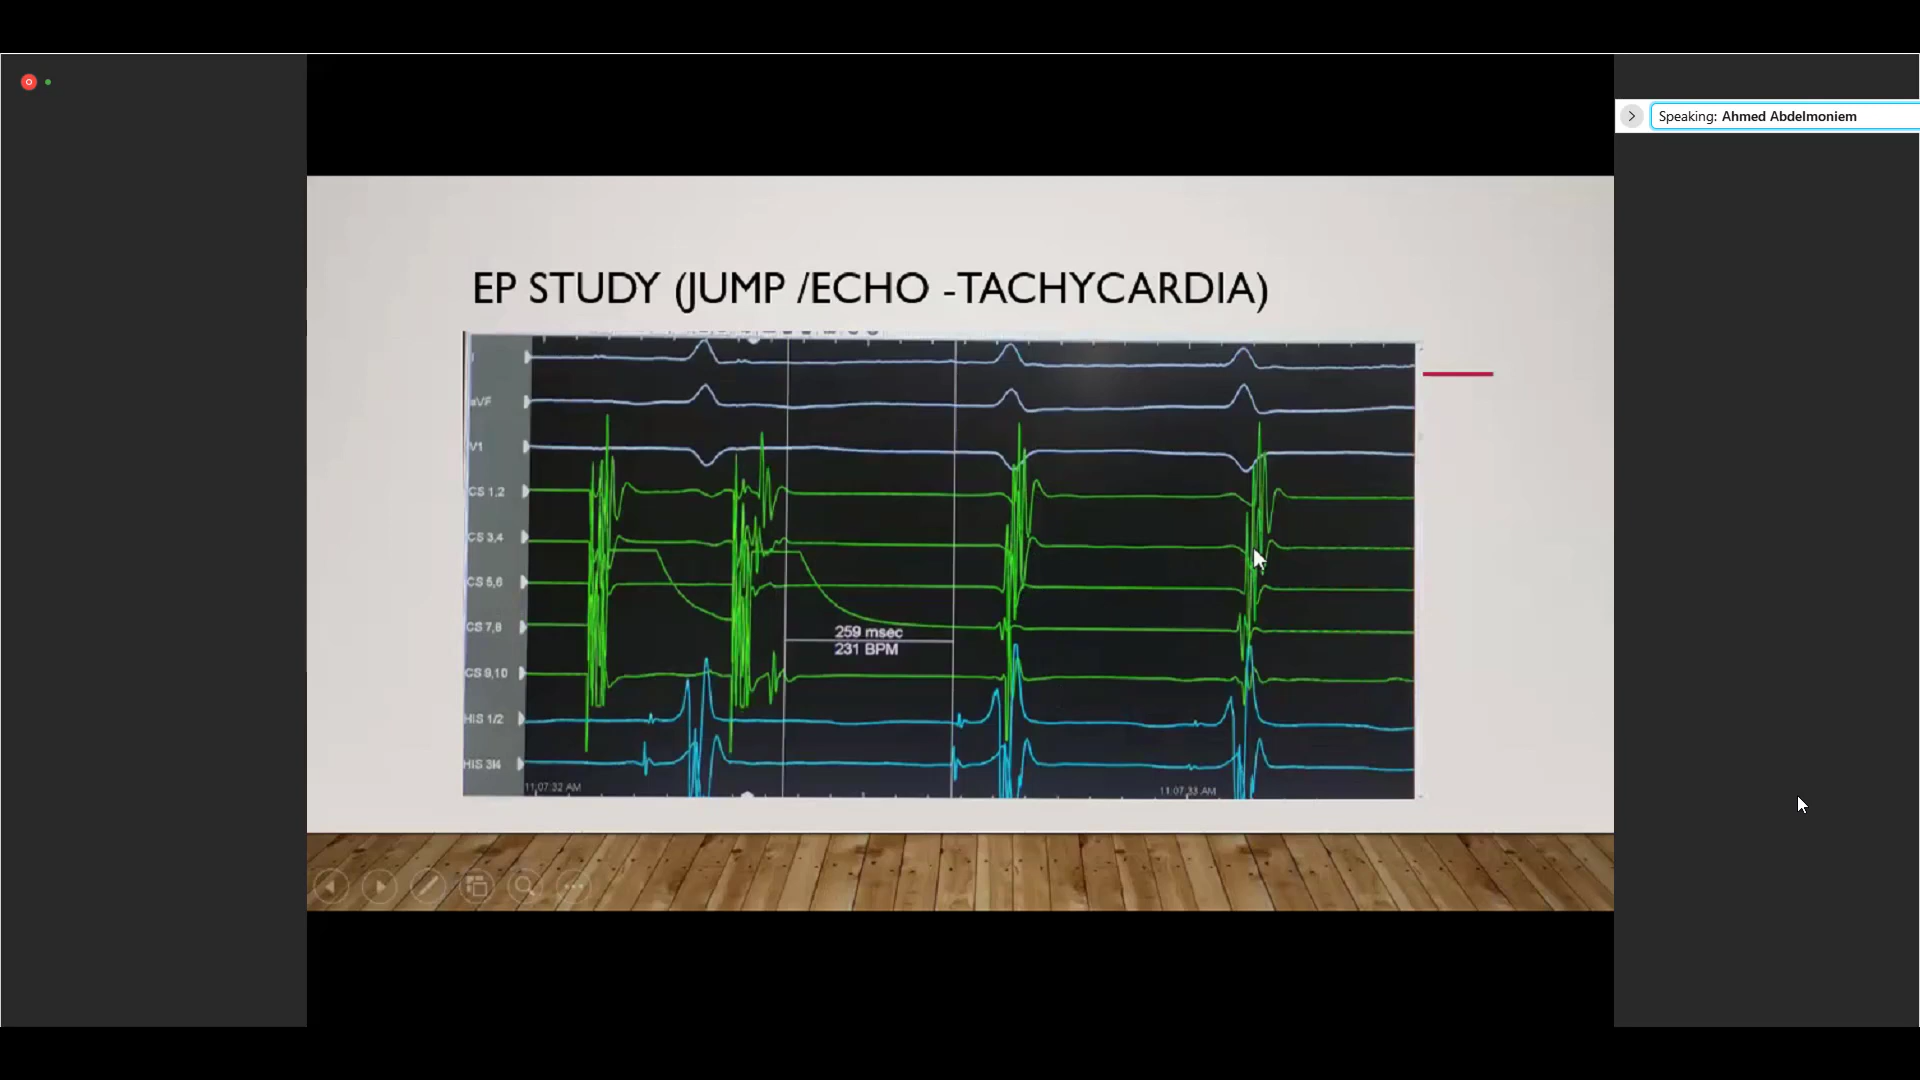 Speaking: Ahmed Abdelmoniem
EP STUDY (JUMP /ECHO -TACHYCARDIA)
I
aVF
V1
CS 1,2
CS 3,4
CS 5,6
CS 7,8
259 msec
231 BPM
CS 9,10
HIS 1/2
HIS 3/4
11:07:32 AM
11:07:33 AM